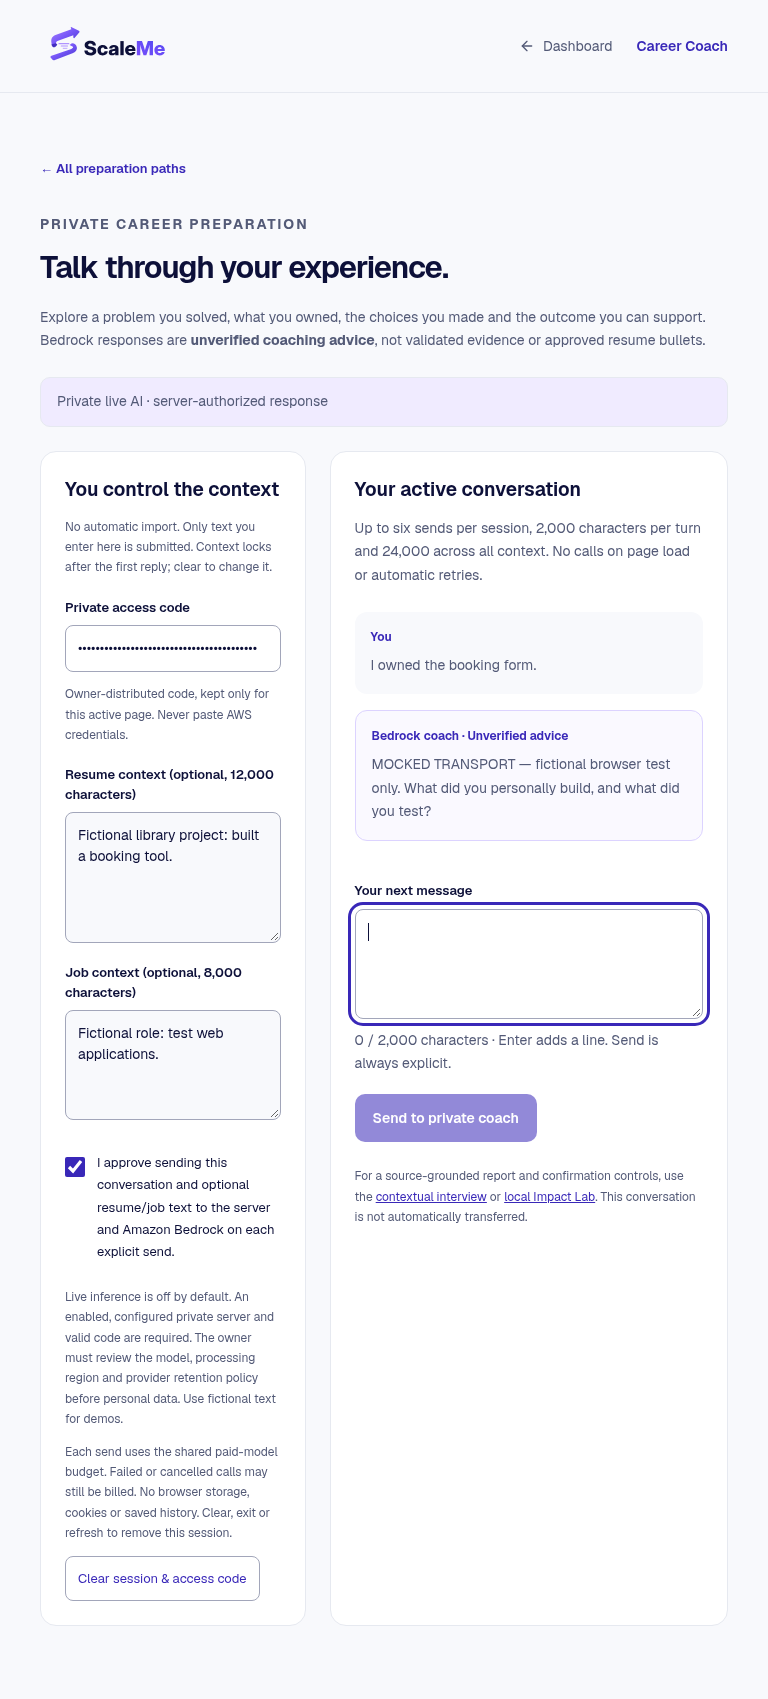 ScaleMe
← Dashboard
Career Coach
← All preparation paths
PRIVATE CAREER PREPARATION
Talk through your experience.
Explore a problem you solved, what you owned, the choices you made and the outcome you can support.
Bedrock responses are unverified coaching advice, not validated evidence or approved resume bullets.
Private live AI · server-authorized response
You control the context
No automatic import. Only text you
enter here is submitted. Context locks
after the first reply; clear to change it.
Private access code
••••••••••••••••••••••••••••••••••••••••••••
Owner-distributed code, kept only for
this active page. Never paste AWS
credentials.
Resume context (optional, 12,000
characters)
Fictional library project: built
a booking tool.
Job context (optional, 8,000
characters)
Fictional role: test web
applications.
I approve sending this
conversation and optional
resume/job text to the server
and Amazon Bedrock on each
explicit send.
Live inference is off by default. An
enabled, configured private server and
valid code are required. The owner
must review the model, processing
region and provider retention policy
before personal data. Use fictional text
for demos.
Each send uses the shared paid-model
budget. Failed or cancelled calls may
still be billed. No browser storage,
cookies or saved history. Clear, exit or
refresh to remove this session.
Clear session & access code
Your active conversation
Up to six sends per session, 2,000 characters per turn
and 24,000 across all context. No calls on page load
or automatic retries.
You
I owned the booking form.
Bedrock coach · Unverified advice
MOCKED TRANSPORT — fictional browser test
only. What did you personally build, and what did
you test?
Your next message
0 / 2,000 characters · Enter adds a line. Send is
always explicit.
Send to private coach
For a source-grounded report and confirmation controls, use
the contextual interview or local Impact Lab. This conversation
is not automatically transferred.